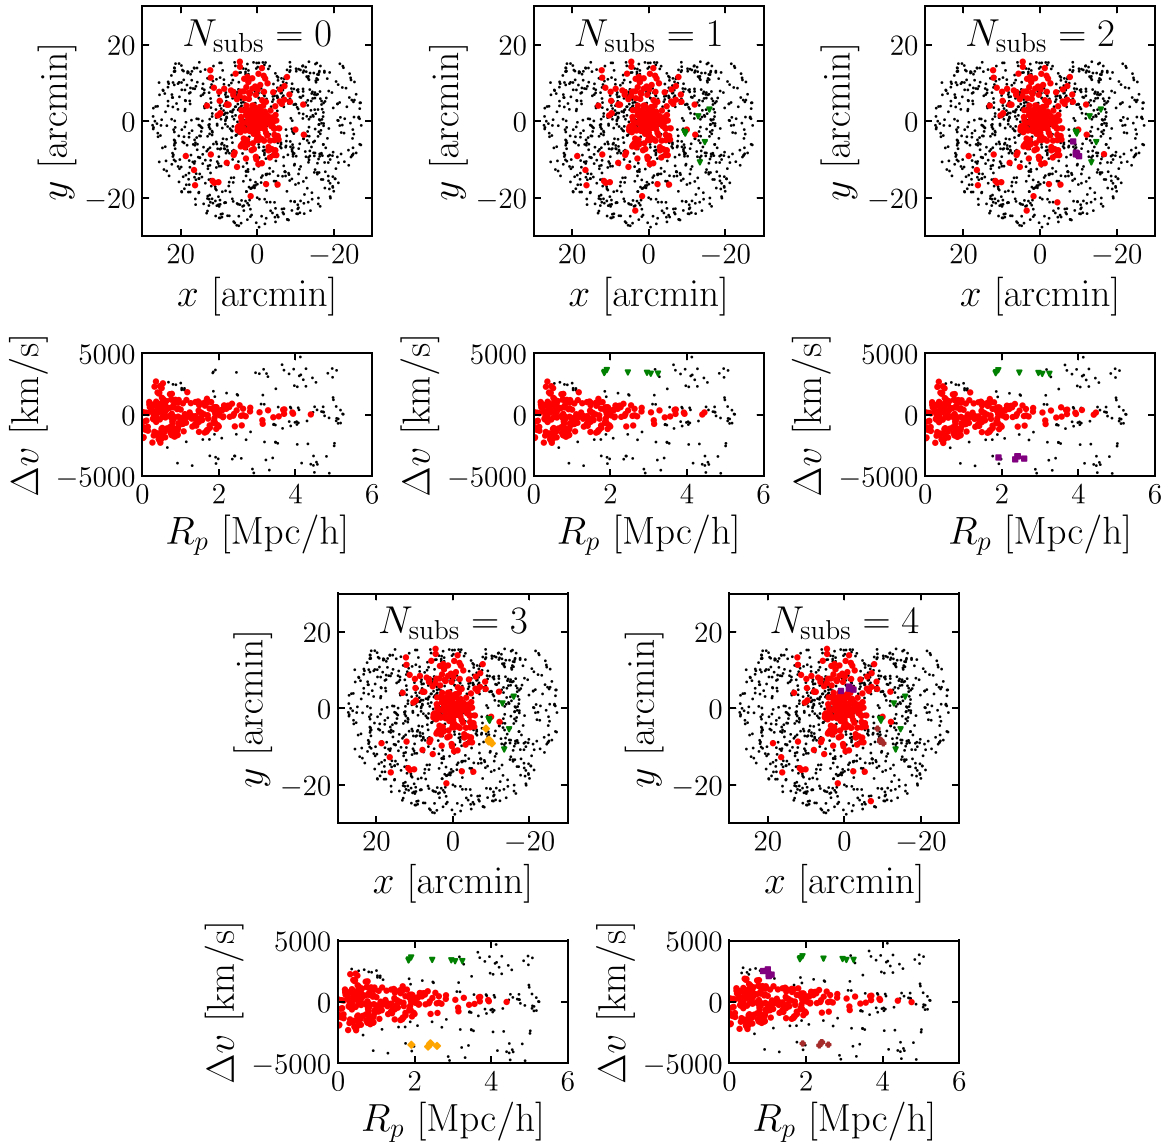 N_subs = 0
N_subs = 1
N_subs = 2
20
0
−20
y [arcmin]
20 0 −20
x [arcmin]
20
0
−20
y [arcmin]
20 0 −20
x [arcmin]
20
0
−20
y [arcmin]
20 0 −20
x [arcmin]
5000
0
−5000
Δv [km/s]
0 2 4 6
R_p [Mpc/h]
5000
0
−5000
Δv [km/s]
0 2 4 6
R_p [Mpc/h]
5000
0
−5000
Δv [km/s]
0 2 4 6
R_p [Mpc/h]
N_subs = 3
N_subs = 4
20
0
−20
y [arcmin]
20 0 −20
x [arcmin]
20
0
−20
y [arcmin]
20 0 −20
x [arcmin]
5000
0
−5000
Δv [km/s]
0 2 4 6
R_p [Mpc/h]
5000
0
−5000
Δv [km/s]
0 2 4 6
R_p [Mpc/h]